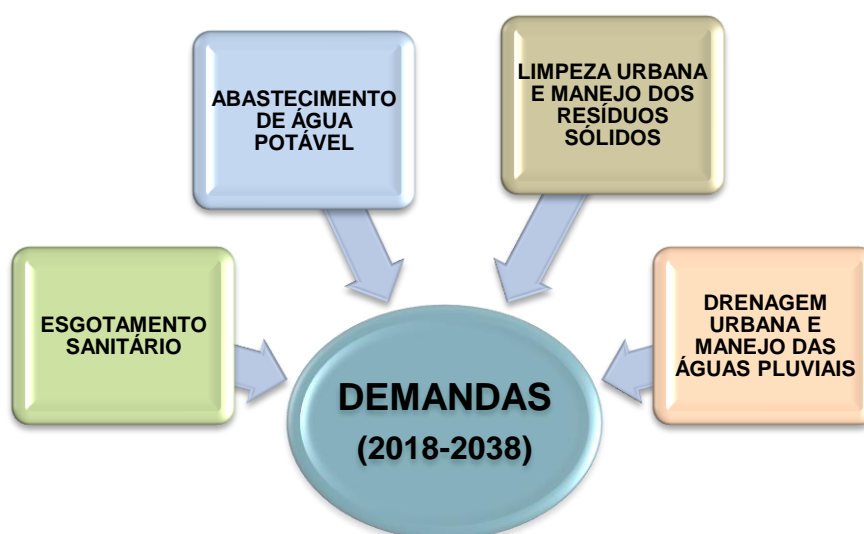 ABASTECIMENTO
DE ÁGUA
POTÁVEL
LIMPEZA URBANA
E MANEJO DOS
RESÍDUOS
SÓLIDOS
ESGOTAMENTO
SANITÁRIO
DRENAGEM
URBANA E
MANEJO DAS
ÁGUAS PLUVIAIS
DEMANDAS
(2018-2038)